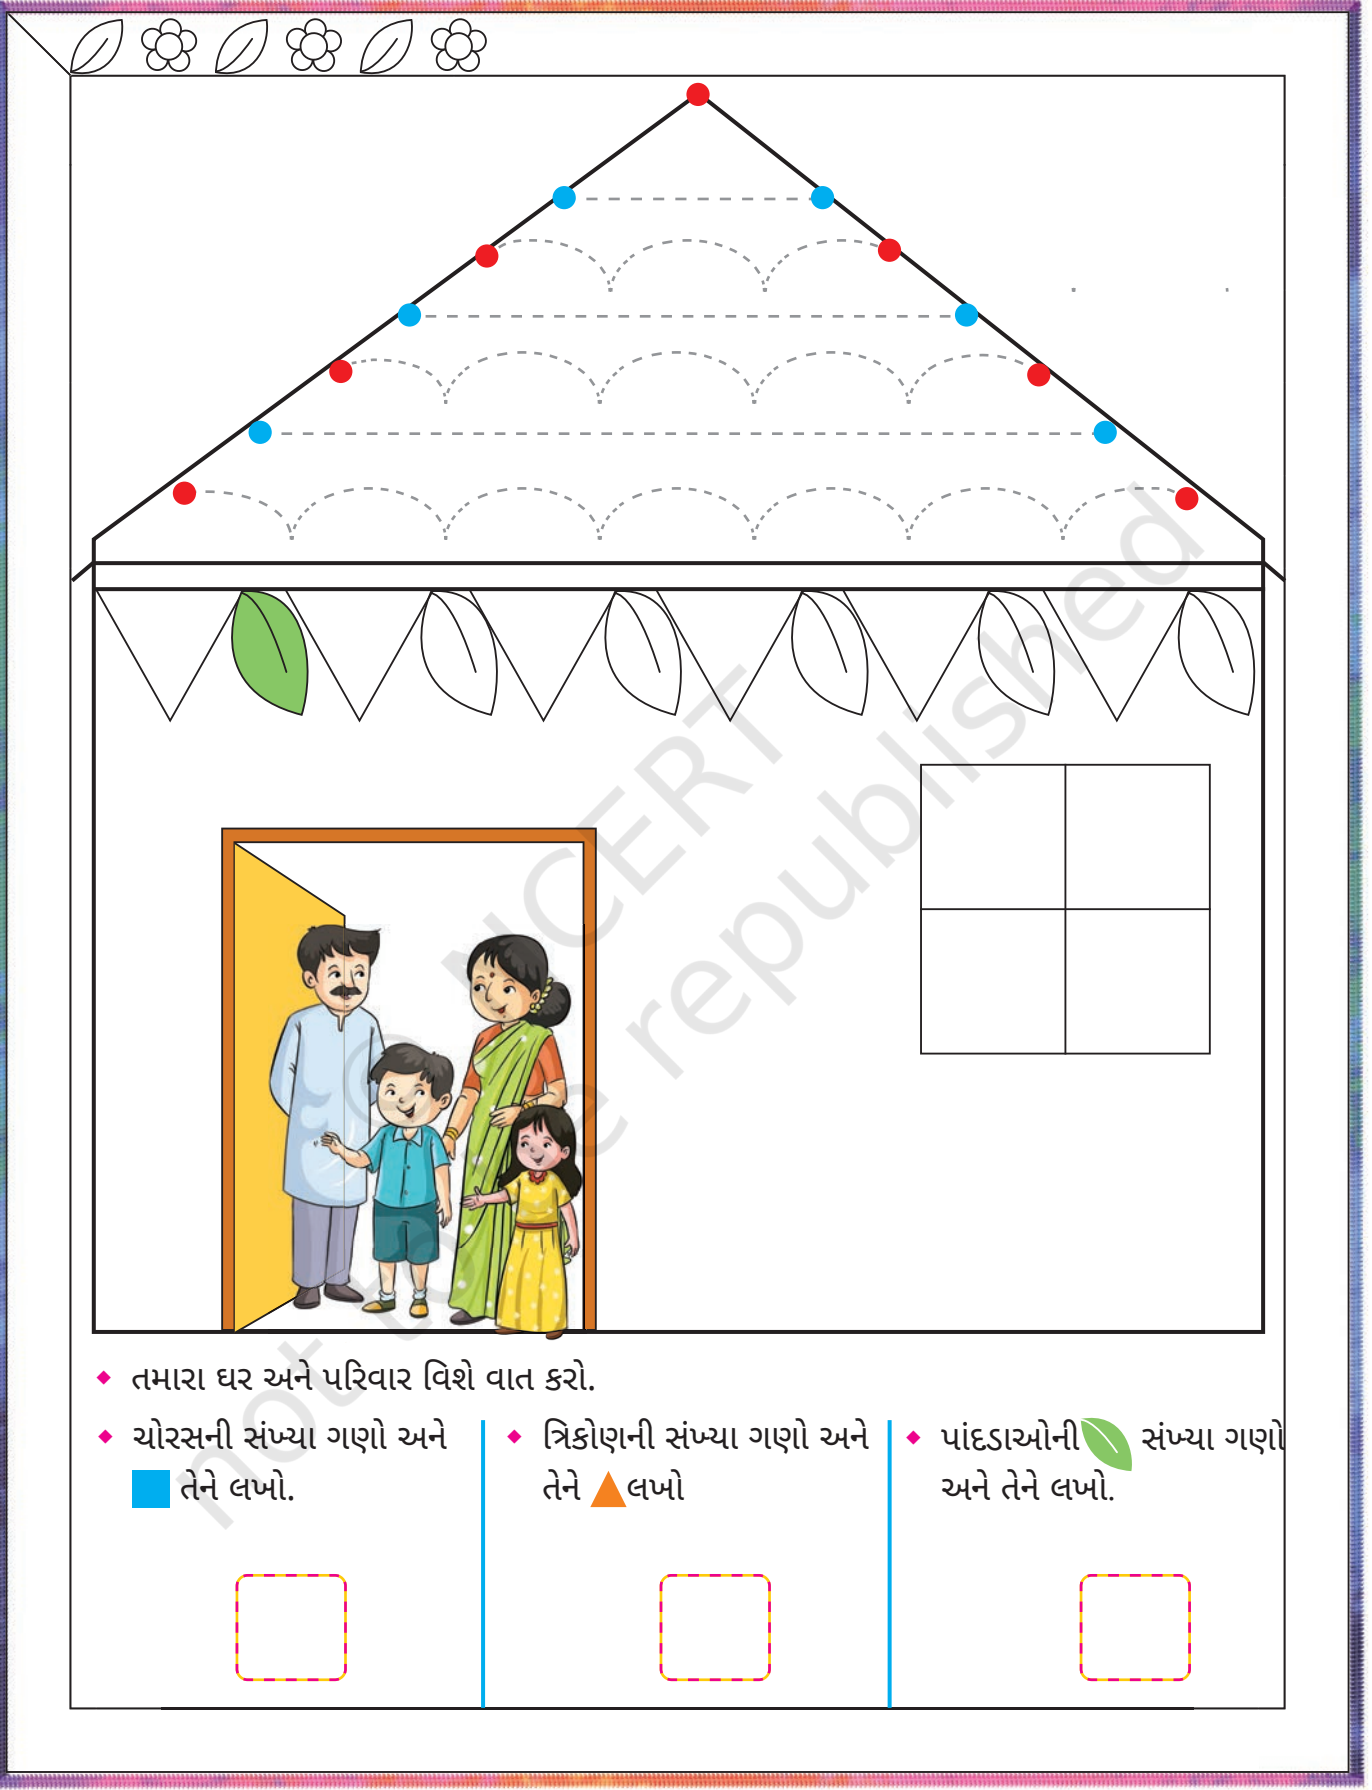 તમારા ઘર અને પરિવાર વિશે વાત કરો.
ચોરસની સંખ્યા ગણો અને
તેને લખો.
ત્રિકોણની સંખ્યા ગણો અને
તેને લખો
પાંદડાઓની સંખ્યા ગણો
અને તેને લખો.
© NCERT
not to be republished